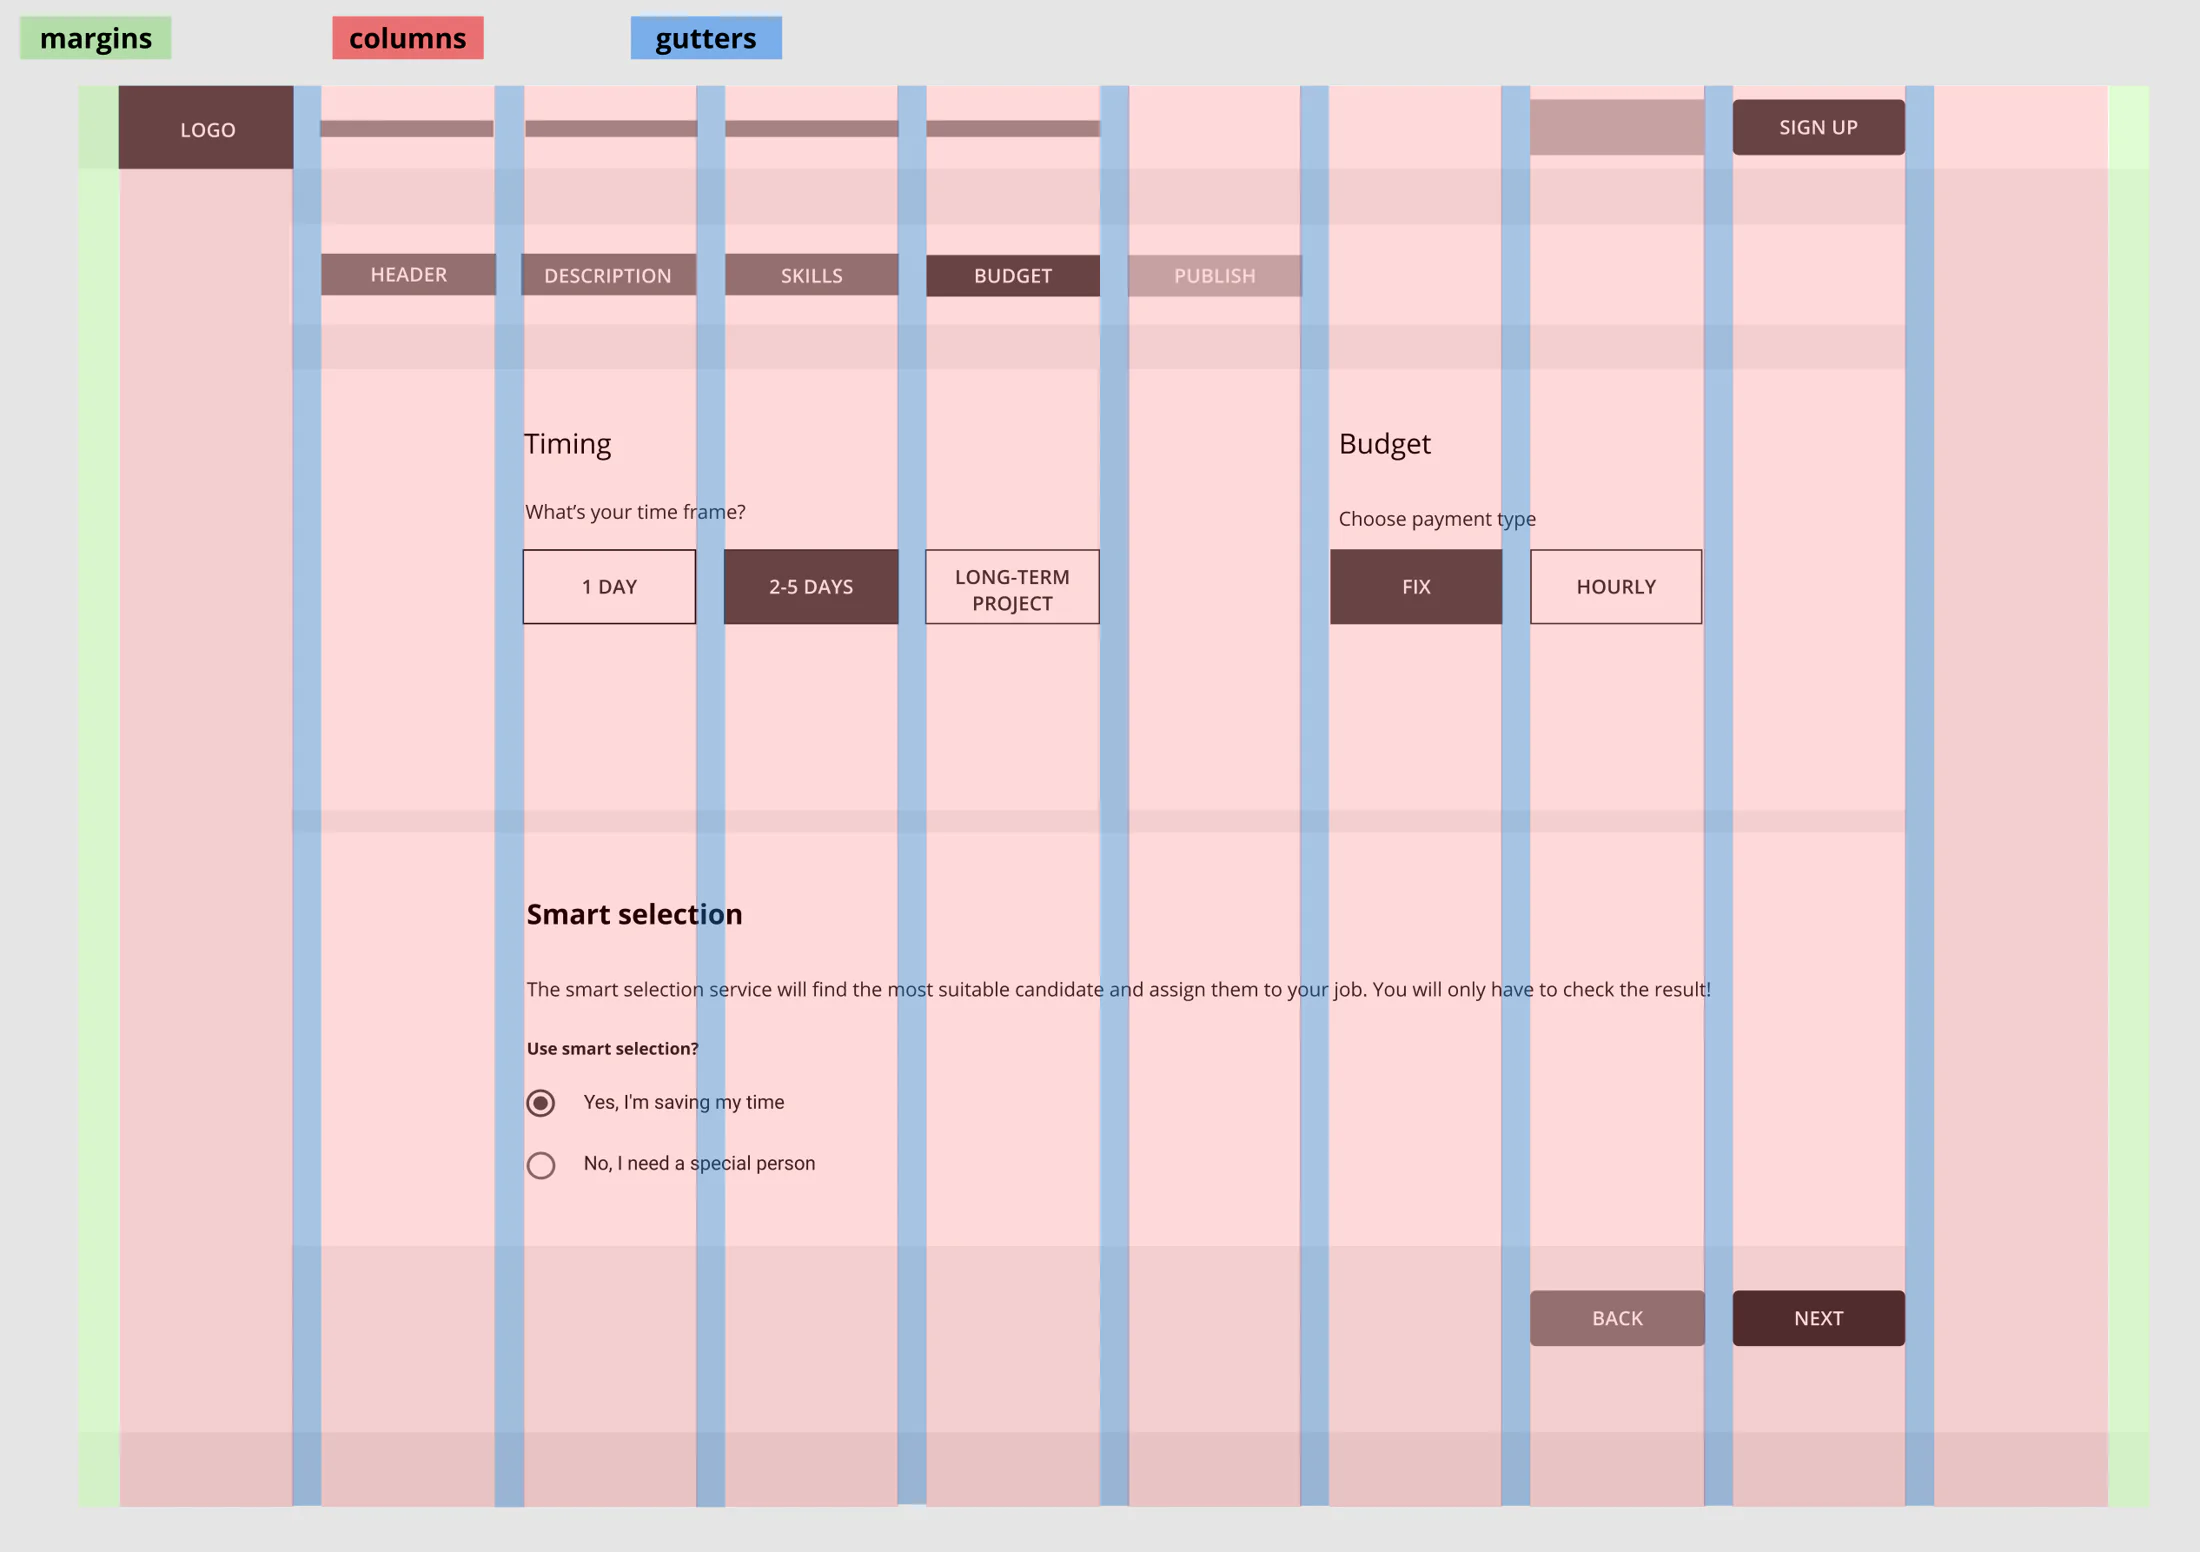 margins
columns
gutters
LOGO
SIGN UP
HEADER
DESCRIPTION
SKILLS
BUDGET
PUBLISH
Timing
Budget
What’s your time frame?
Choose payment type
1 DAY
2-5 DAYS
LONG-TERM
PROJECT
FIX
HOURLY
Smart selection
The smart selection service will find the most suitable candidate and assign them to your job. You will only have to check the result!
Use smart selection?
Yes, I'm saving my time
No, I need a special person
BACK
NEXT